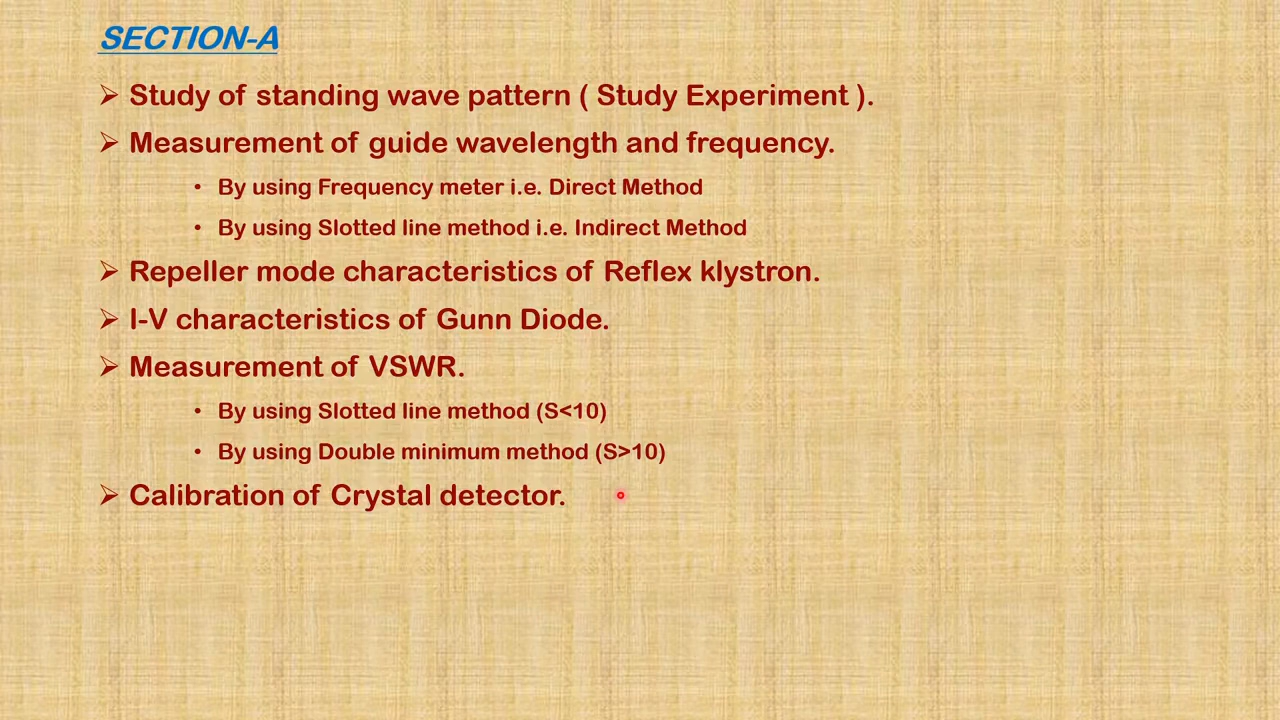 SECTION-A
➢ Study of standing wave pattern ( Study Experiment ).
➢ Measurement of guide wavelength and frequency.
• By using Frequency meter i.e. Direct Method
• By using Slotted line method i.e. Indirect Method
➢ Repeller mode characteristics of Reflex klystron.
➢ I-V characteristics of Gunn Diode.
➢ Measurement of VSWR.
• By using Slotted line method (S<10)
• By using Double minimum method (S>10)
➢ Calibration of Crystal detector.